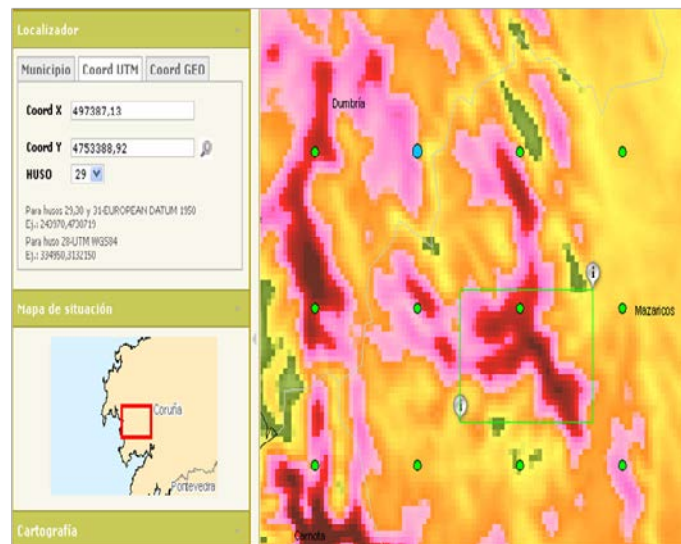 Localizador
Municipio Coord UTM Coord GEO
Coord X 497387,13
Coord Y 4753388,92
HUSO 29
Para husos 29,30 y 31-EUROPEAN DATUM 1950
Ej.: 243970,4730719
Para huso 28-UTM WGS84
Ej.: 334950,3132150
Mapa de situación
Coruña
Pontevedra
Cartografía
Dumbría
Mazaricos
Carnota